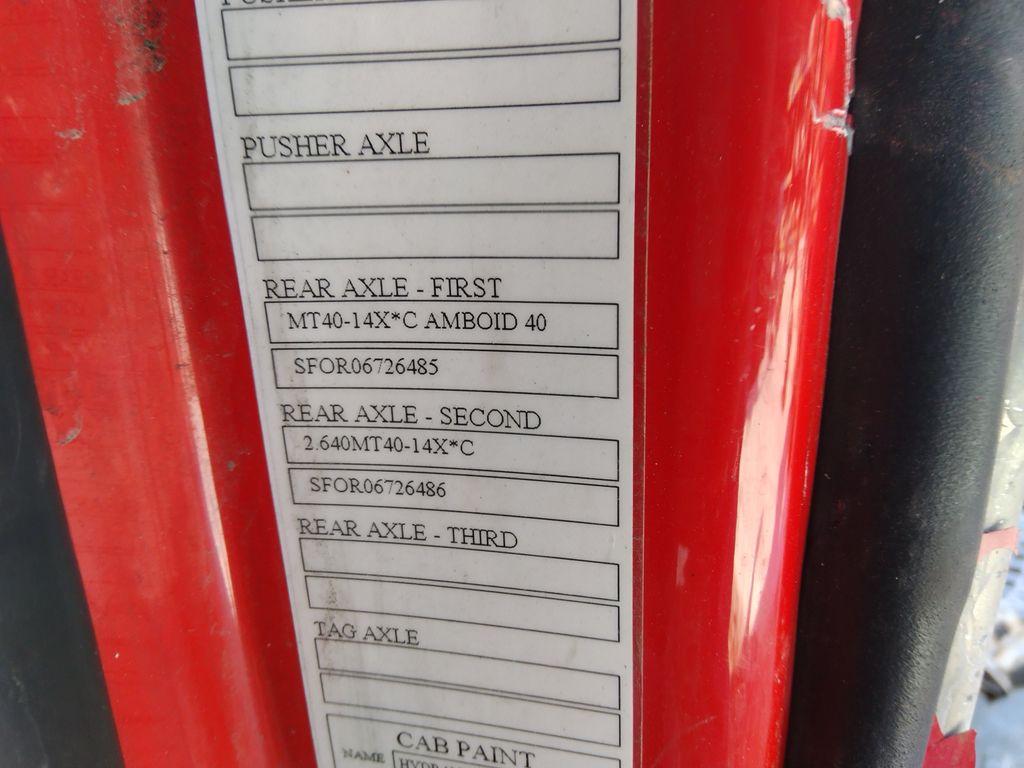 PUSHER
PUSHER AXLE
REAR AXLE - FIRST
MT40-14X*C AMBOID 40
SFOR06726485
REAR AXLE - SECOND
2.640MT40-14X*C
SFOR06726486
REAR AXLE - THIRD
TAG AXLE
CAB PAINT
NAME